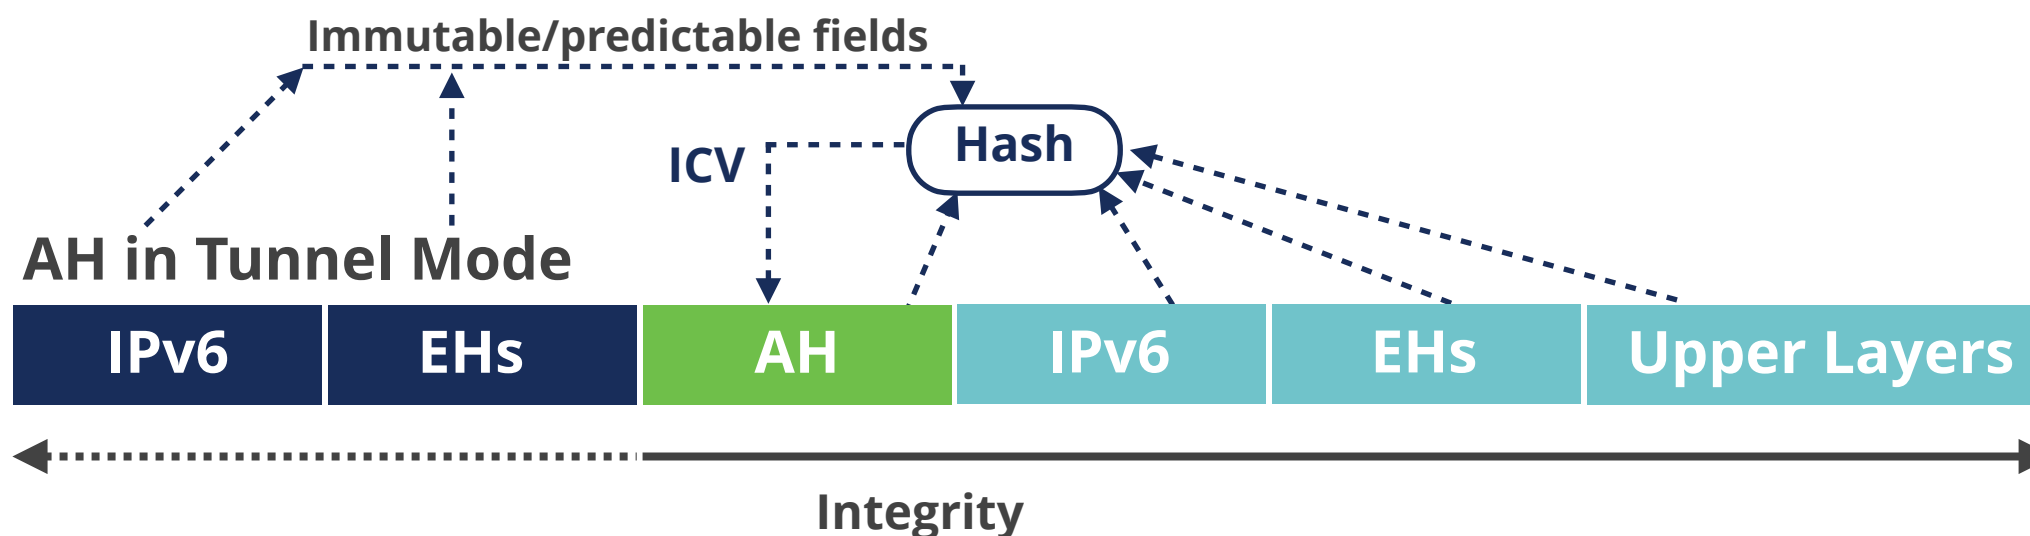 Immutable/predictable fields
Hash
ICV
AH in Tunnel Mode
IPv6 EHs AH IPv6 EHs Upper Layers
Integrity